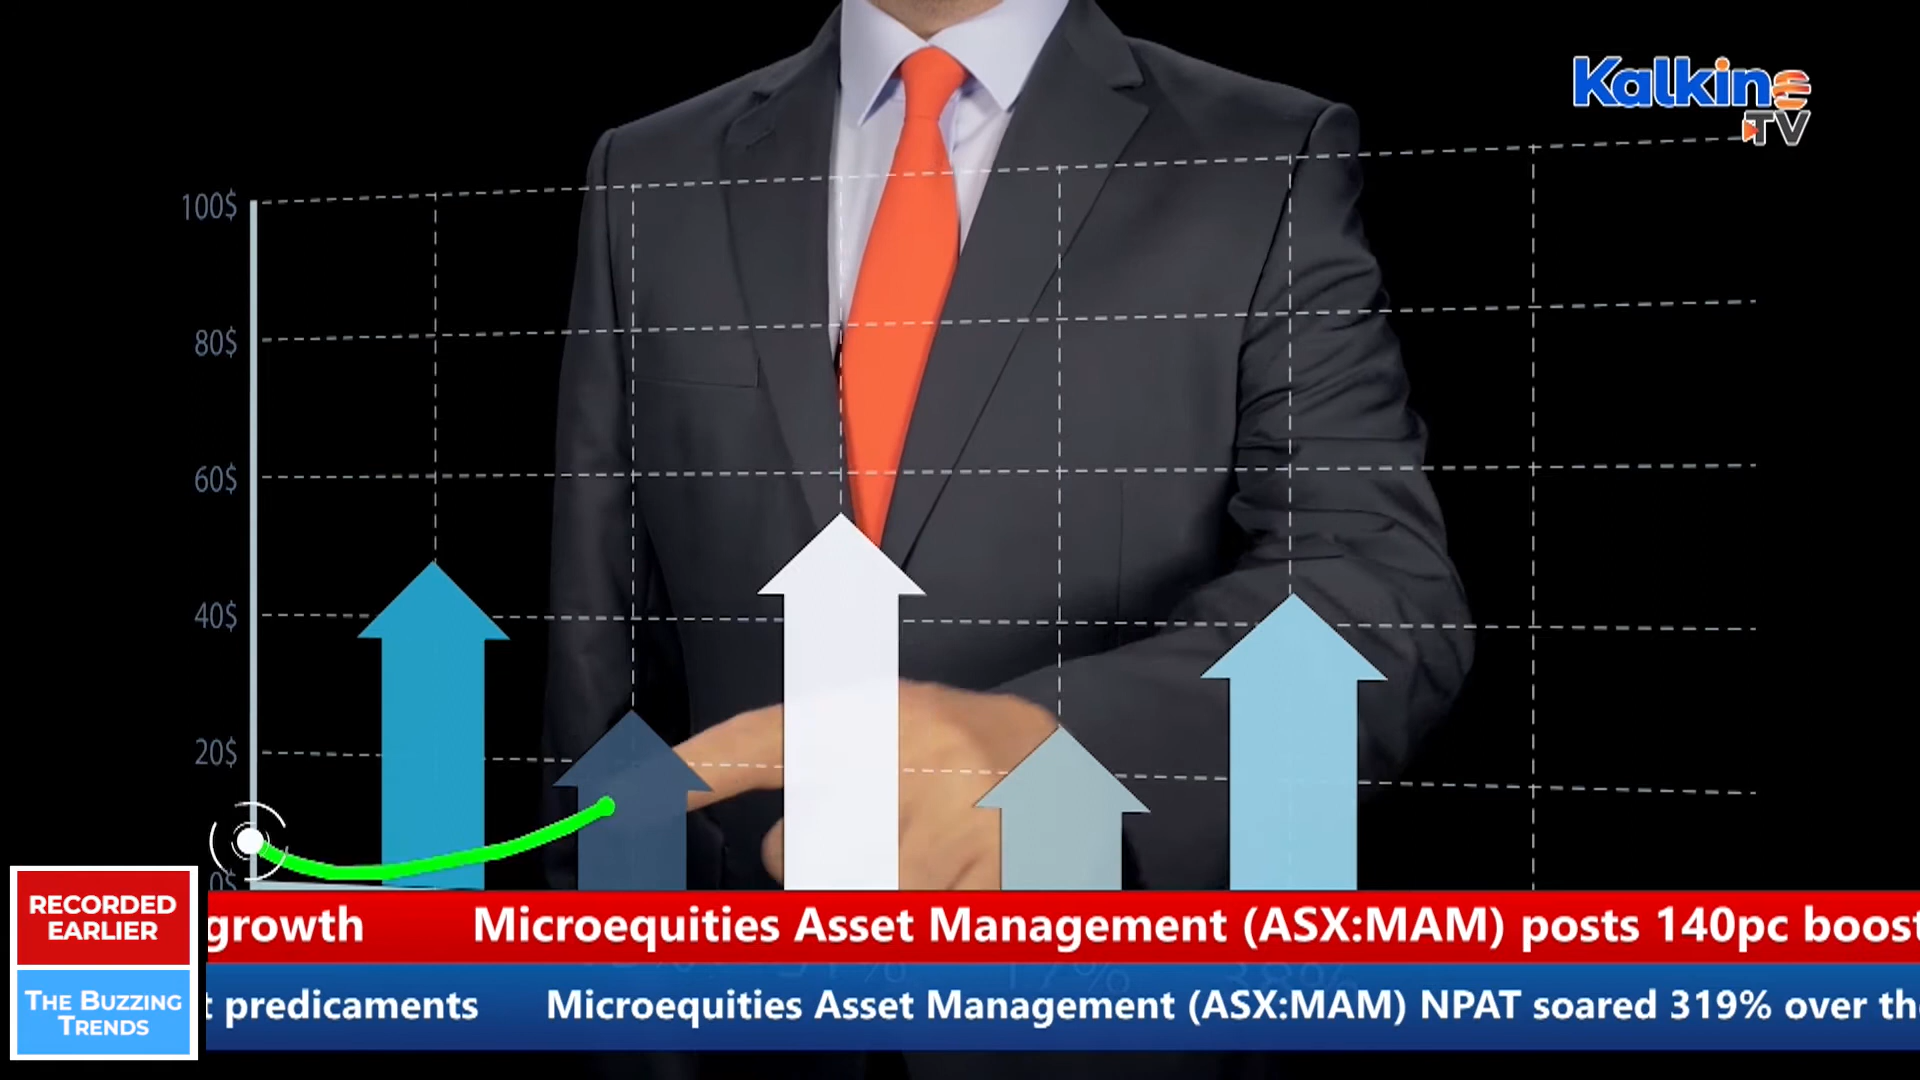 Kalkine
TV
100$
80$
60$
40$
20$
0$
RECORDED
EARLIER
growth Microequities Asset Management (ASX:MAM) posts 140pc boost
THE BUZZING
TRENDS
t predicaments Microequities Asset Management (ASX:MAM) NPAT soared 319% over th